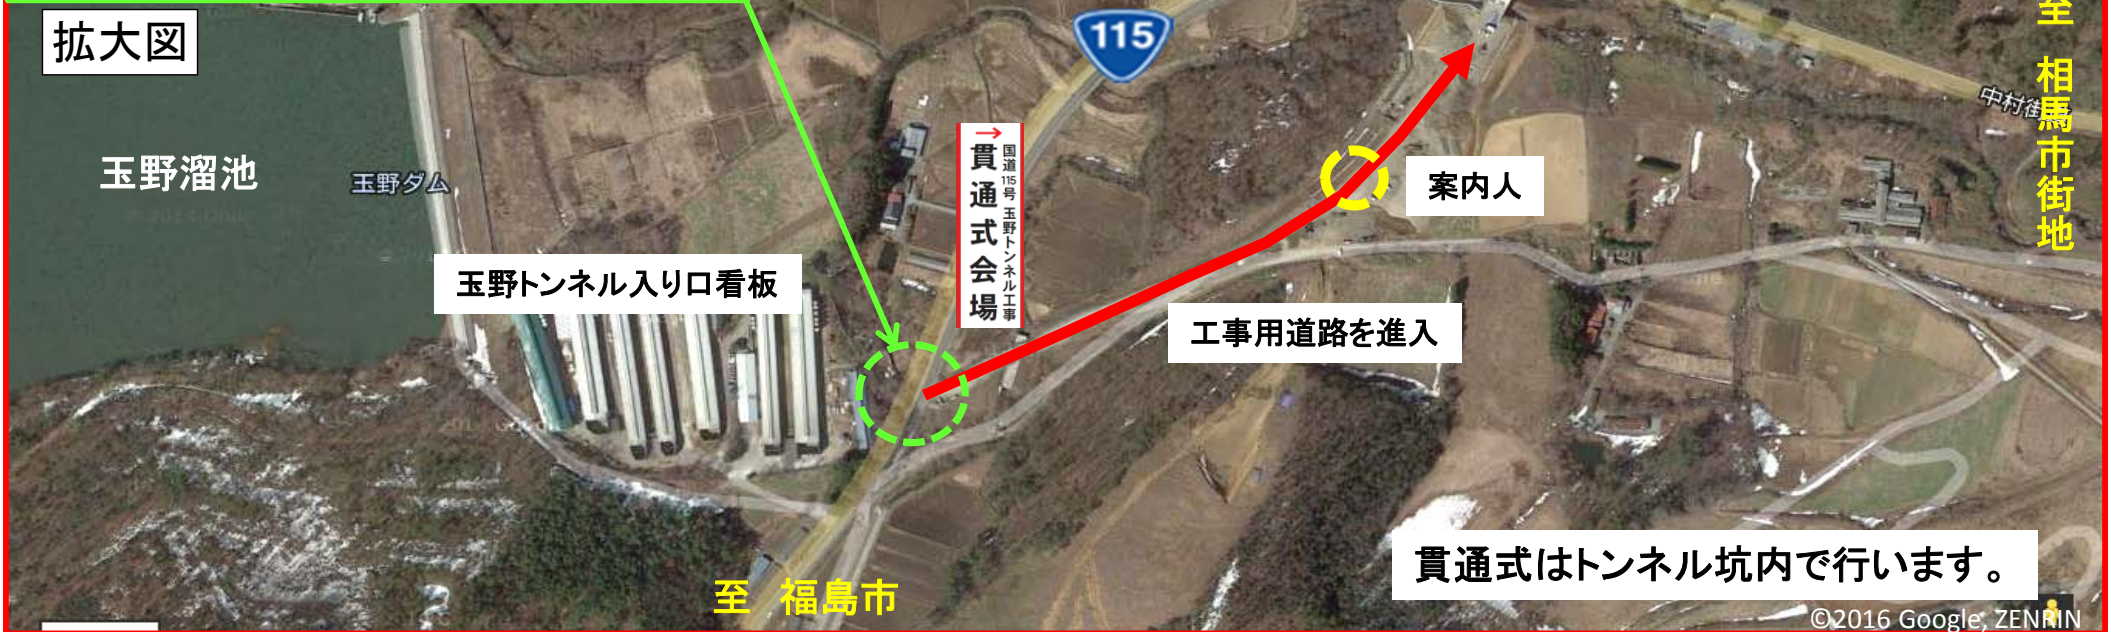 拡大図
115
至 相馬市街地
中村街
玉野溜池
玉野ダム
→
国道115号 玉野トンネル工事
貫通式会場
案内人
玉野トンネル入り口看板
工事用道路を進入
貫通式はトンネル坑内で行います。
至 福島市
©2016 Google, ZENRIN